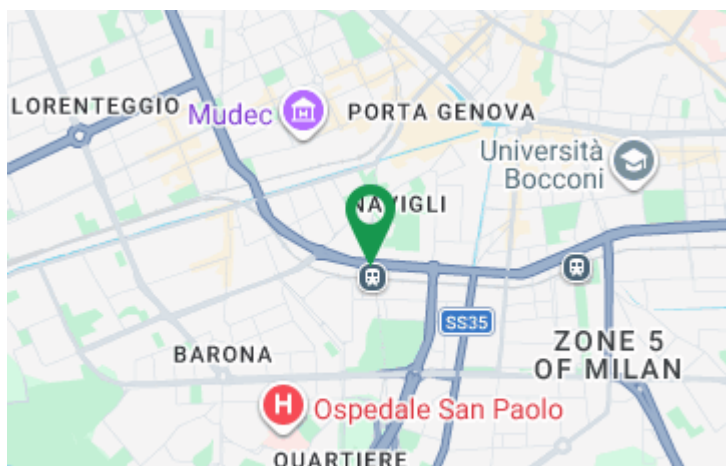 LORENTEGGIO
Mudec
PORTA GENOVA
Università
Bocconi
NAVIGLI
SS35
ZONE 5
OF MILAN
BARONA
H
Ospedale San Paolo
QUARTIERE